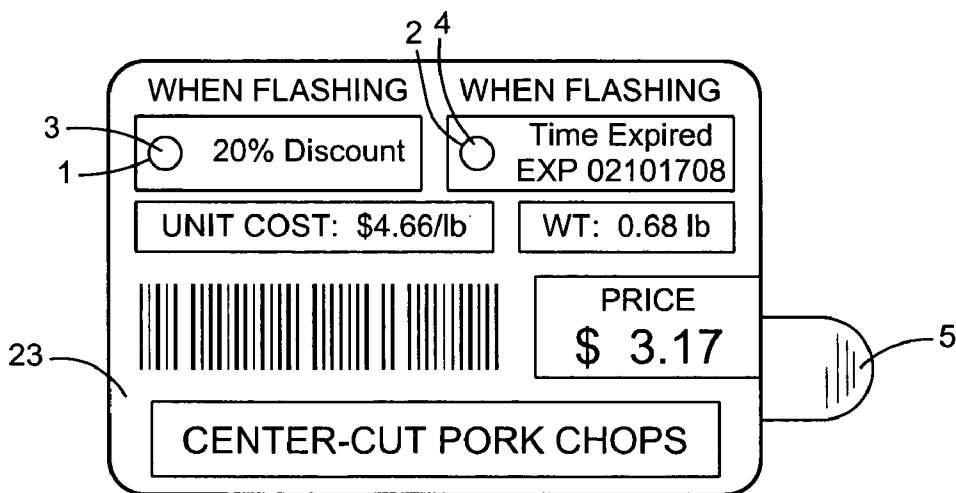 2 4
WHEN FLASHING WHEN FLASHING
3
1
20% Discount
Time Expired
EXP 02101708
UNIT COST: $4.66/lb
WT: 0.68 lb
PRICE
$ 3.17
23
5
CENTER-CUT PORK CHOPS